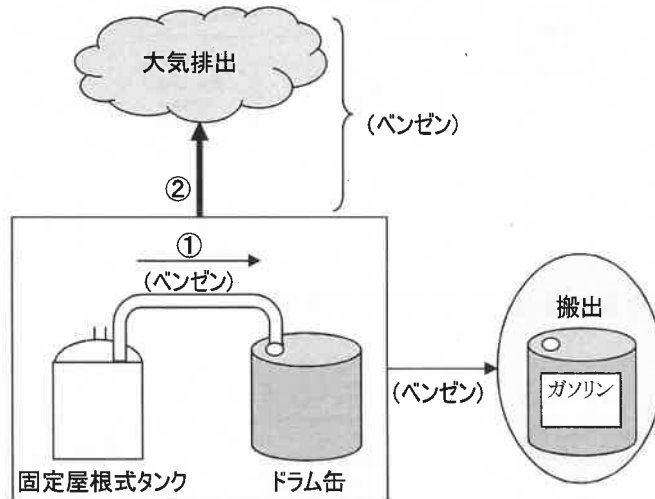 大気排出
(ベンゼン)
②
①
(ベンゼン)
搬出
ガソリン
(ベンゼン)
固定屋根式タンク
ドラム缶